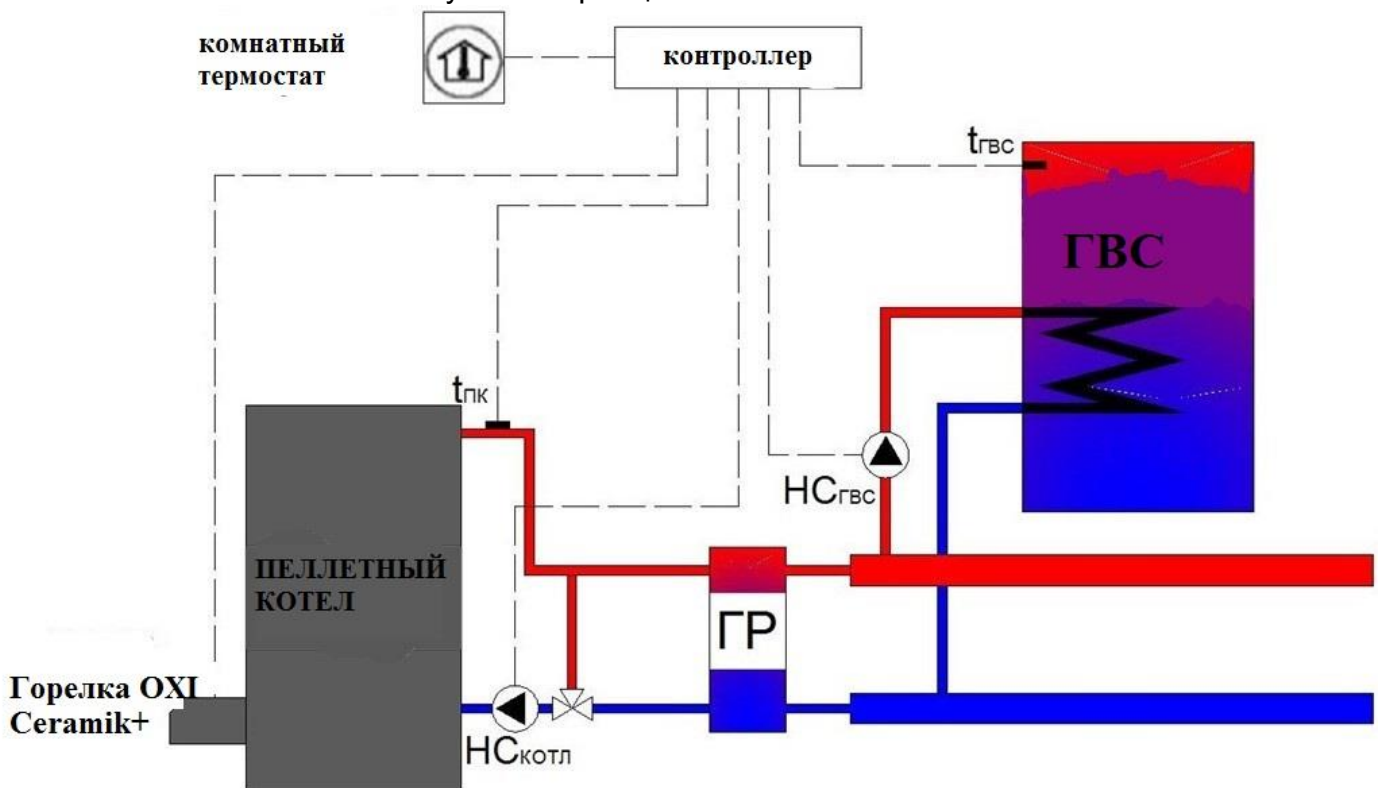 комнатный
термостат
контроллер
tГВС
ГВС
tПК
НСГВС
ПЕЛЛЕТНЫЙ
КОТЕЛ
ГР
Горелка OXI
Ceramik+
НСКОТЛ